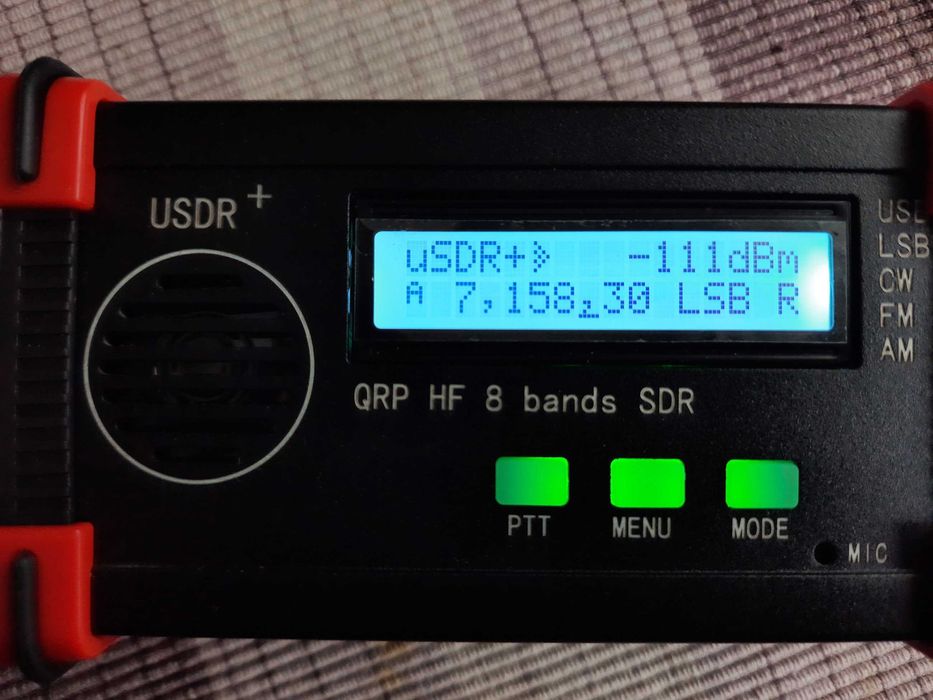 USDR+
uSDR+» -111dBm
A 7,158,30 LSB R
QRP HF 8 bands SDR
PTT
MENU
MODE
MIC
LSB
CW
FM
AM